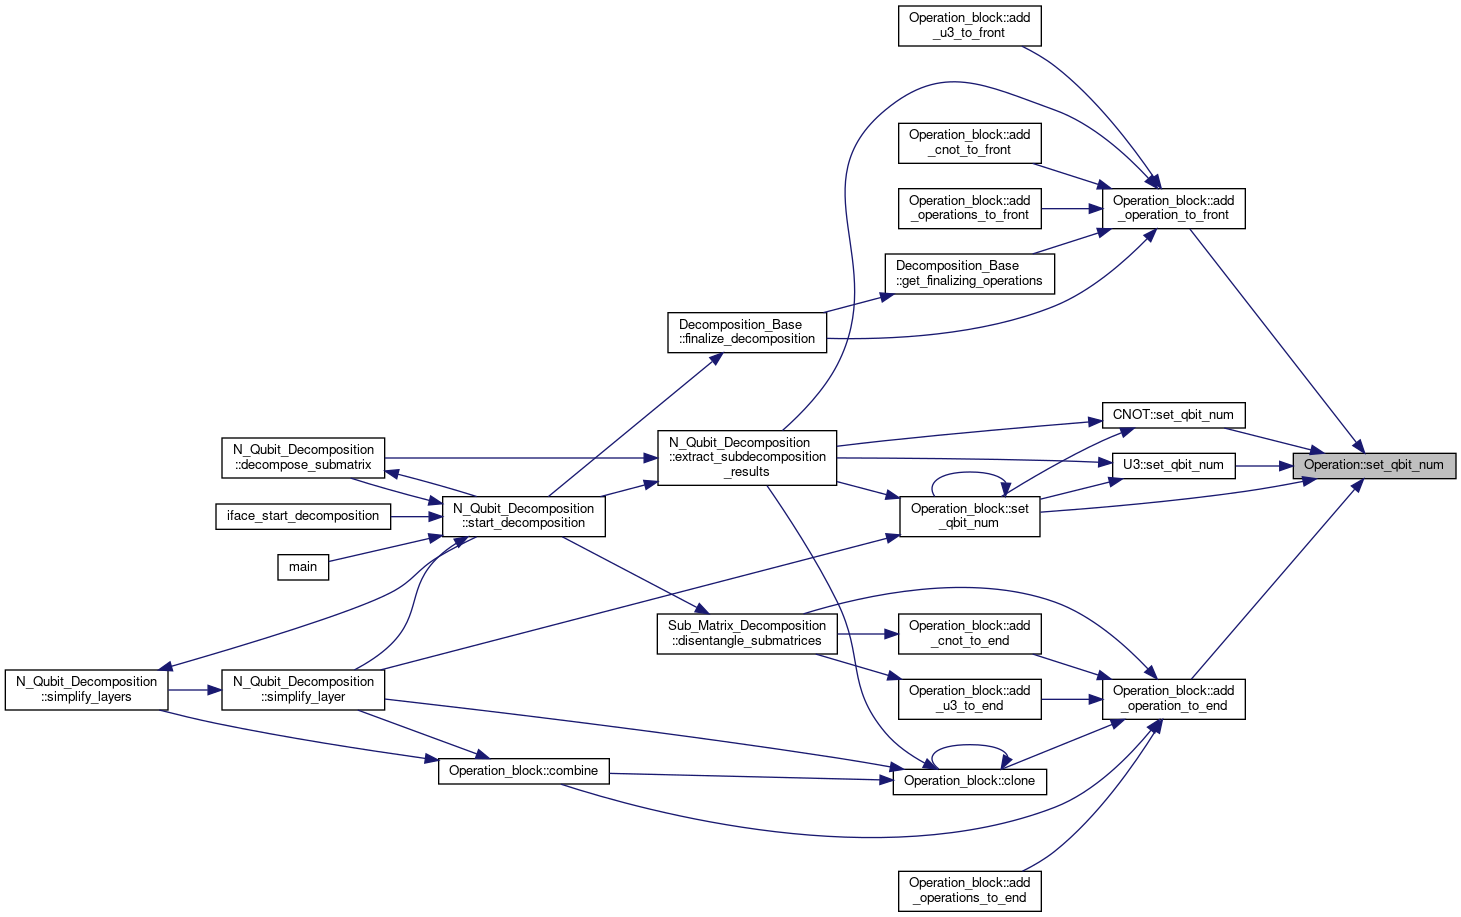 Operation_block::add
_u3_to_front
Operation_block::add
_cnot_to_front
Operation_block::add
_operations_to_front
Operation_block::add
_operation_to_front
Decomposition_Base
::get_finalizing_operations
Decomposition_Base
::finalize_decomposition
CNOT::set_qbit_num
N_Qubit_Decomposition
::decompose_submatrix
N_Qubit_Decomposition
::extract_subdecomposition
_results
U3::set_qbit_num
Operation::set_qbit_num
iface_start_decomposition
N_Qubit_Decomposition
::start_decomposition
Operation_block::set
_qbit_num
main
Sub_Matrix_Decomposition
::disentangle_submatrices
Operation_block::add
_cnot_to_end
N_Qubit_Decomposition
::simplify_layers
N_Qubit_Decomposition
::simplify_layer
Operation_block::add
_u3_to_end
Operation_block::add
_operation_to_end
Operation_block::combine
Operation_block::clone
Operation_block::add
_operations_to_end